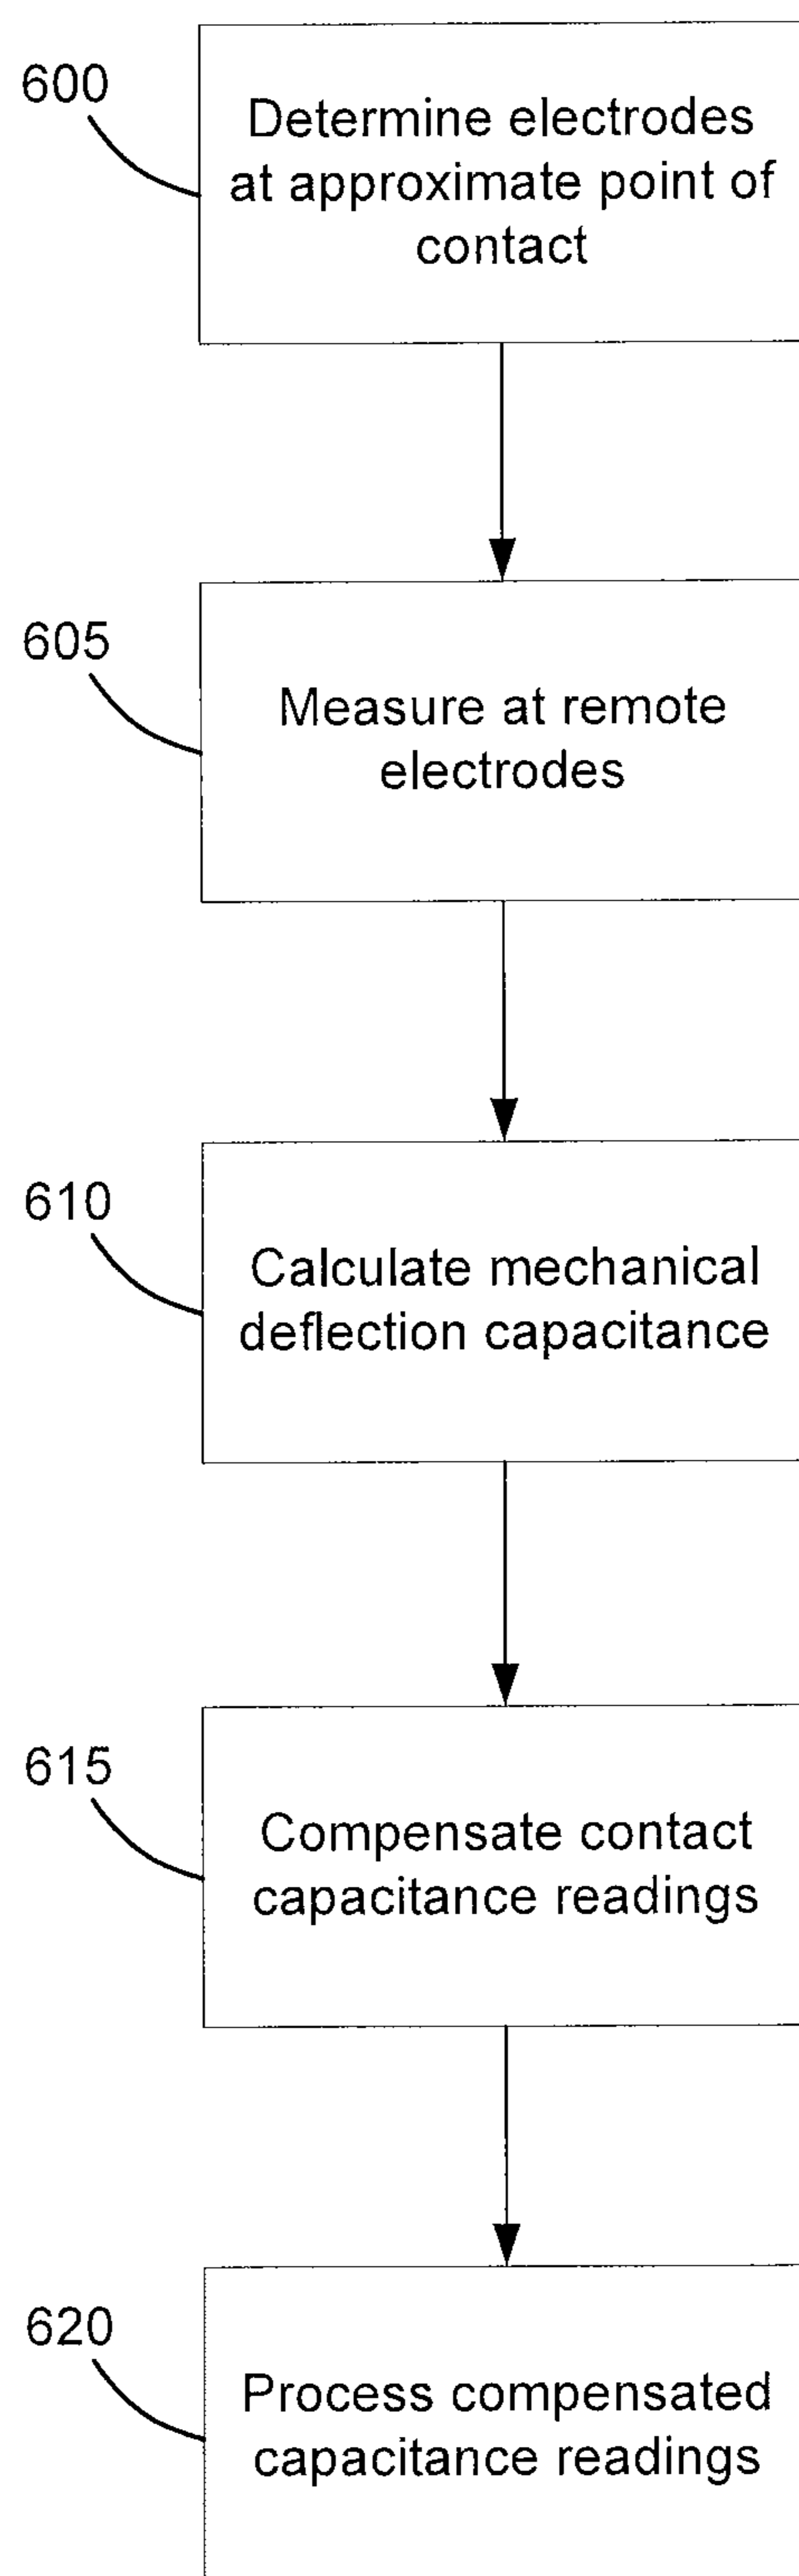 600
Determine electrodes
at approximate point of
contact
605
Measure at remote
electrodes
610
Calculate mechanical
deflection capacitance
615
Compensate contact
capacitance readings
620
Process compensated
capacitance readings